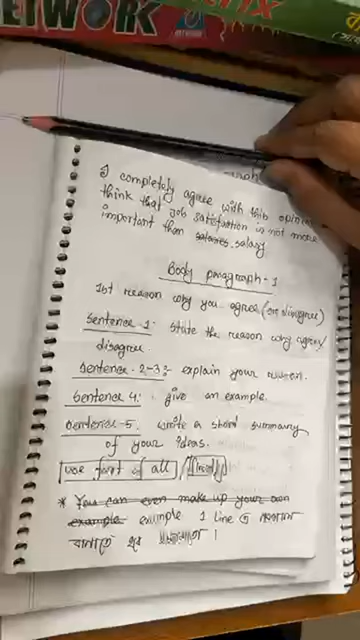 NETWORK
I completely agree with this opinion
think that job satisfaction is not more
important than salaries salary
Body paragraph-1
1st reason why you agree (or disagree)
Sentence 1: State the reason why agree/
disagree.
Sentence-2-3: explain your reason.
Sentence 4: give an example.
Sentence-5. Write a short summary
of your ideas.
use first of all
* You can even make up your own
example example 1 line